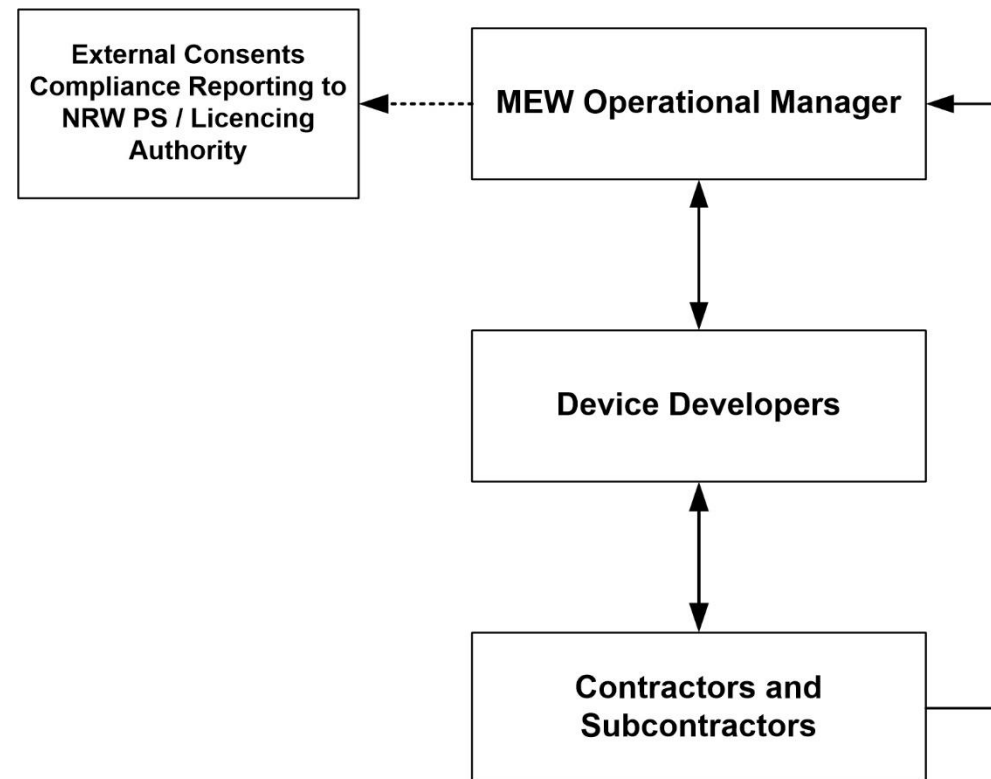 External Consents
Compliance Reporting to
NRW PS / Licencing
Authority
MEW Operational Manager
Device Developers
Contractors and
Subcontractors